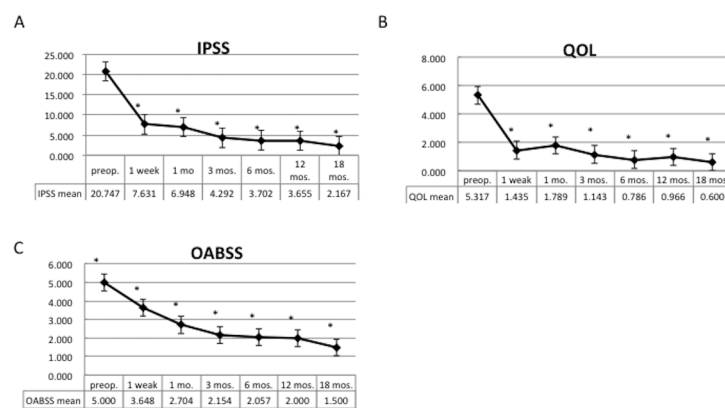 A
IPSS
25.000
20.000
15.000
10.000
5.000
0.000
* * * * * *
preop. 1 week 1 mo 3 mos. 6 mos. 12 mos. 18 mos.
IPSS mean 20.747 7.631 6.948 4.292 3.702 3.655 2.167
B
QOL
8.000
6.000
4.000
2.000
0.000
* * * * * *
preop. 1 weak 1 mo. 3 mos. 6 mos. 12 mos. 18 mos
QOL mean 5.317 1.435 1.789 1.143 0.786 0.966 0.600
C
OABSS
6.000
5.000
4.000
3.000
2.000
1.000
0.000
* * * * * * *
preop. 1 weak 1 mo. 3 mos. 6 mos. 12 mos. 18 mos.
OABSS mean 5.000 3.648 2.704 2.154 2.057 2.000 1.500